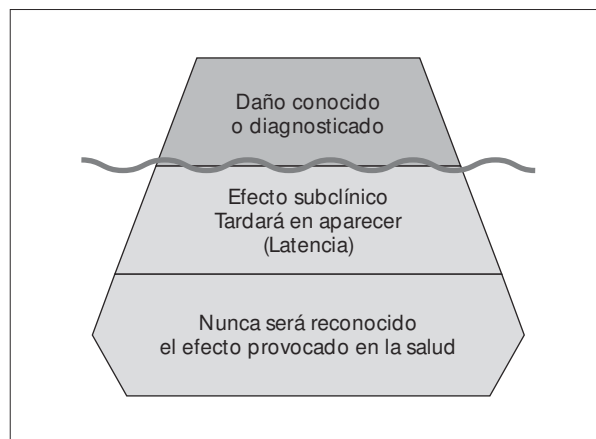 Daño conocido
o diagnosticado
Efecto subclínico
Tardará en aparecer
(Latencia)
Nunca será reconocido
el efecto provocado en la salud